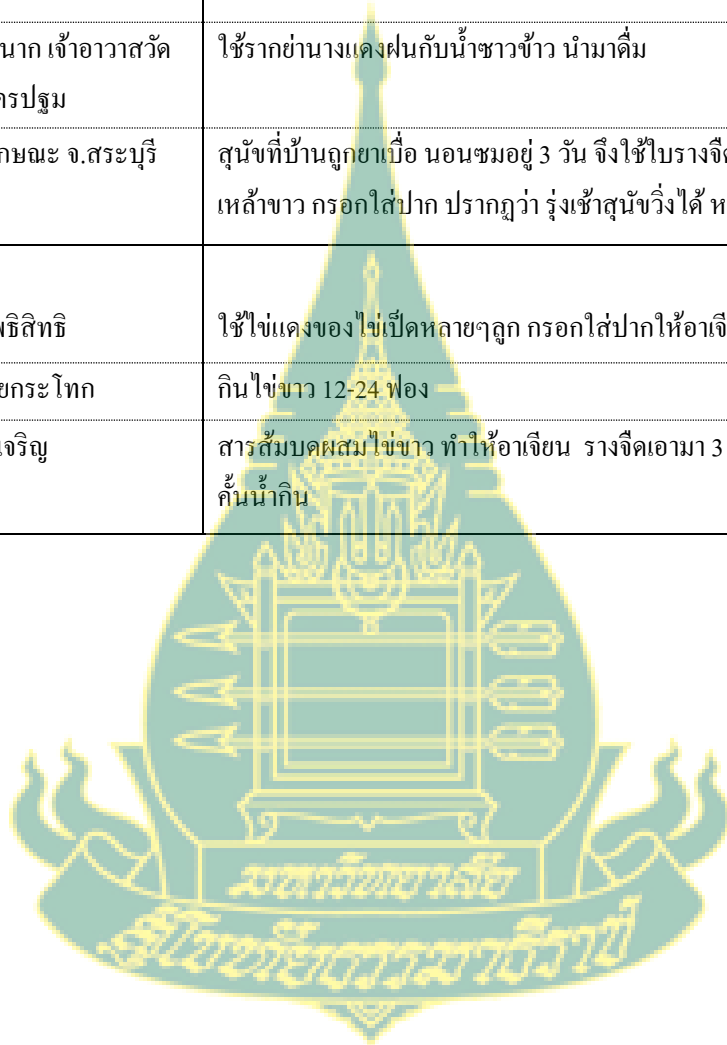 นาก เจ้าอาวาสวัด
ครปฐม
ใช้รากย่านางแดงฝนกับน้ำซาวข้าว นำมาดื่ม
กษณะ จ.สระบุรี
สุนัขที่บ้านถูกยาเบื่อ นอนซมอยู่ 3 วัน จึงใช้ใบรางจืด
เหล้าขาว กรอกใส่ปาก ปรากฏว่า รุ่งเช้าสุนัขวิ่งได้ ห
พธิสิทธิ
ใช้ไข่แดงของไข่เป็ดหลายๆลูก กรอกใส่ปากให้อาเจีย
ยกระโทก
กินไข่ขาว 12-24 ฟอง
เจริญ
สารส้มบดผสมไข่ขาว ทำให้อาเจียน รางจืดเอามา 3
คั้นน้ำกิน
มหาวิทยาลัย
สุโขทัยธรรมาธิราช